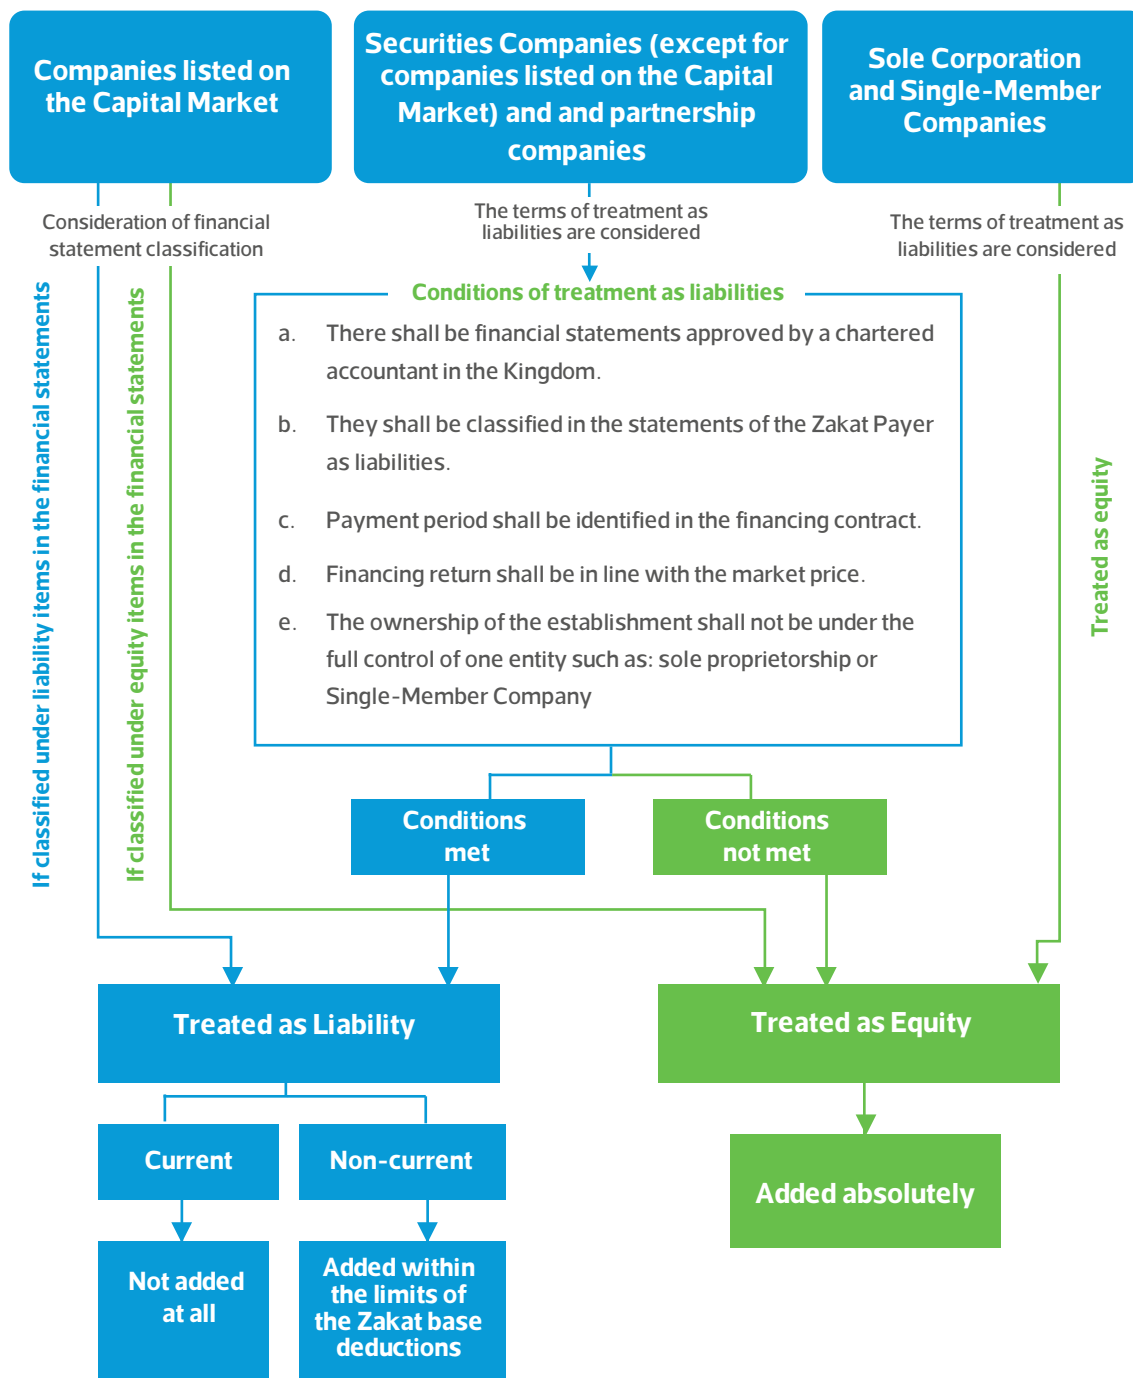 Companies listed on
the Capital Market
Securities Companies (except for
companies listed on the Capital
Market) and and partnership
companies
Sole Corporation
and Single-Member
Companies
Consideration of financial
statement classification
The terms of treatment as
liabilities are considered
The terms of treatment as
liabilities are considered
If classified under liability items in the financial statements
If classified under equity items in the financial statements
Conditions of treatment as liabilities
a. There shall be financial statements approved by a chartered
accountant in the Kingdom.
b. They shall be classified in the statements of the Zakat Payer
as liabilities.
c. Payment period shall be identified in the financing contract.
d. Financing return shall be in line with the market price.
e. The ownership of the establishment shall not be under the
full control of one entity such as: sole proprietorship or
Single-Member Company
Treated as equity
Conditions
met
Conditions
not met
Treated as Liability
Treated as Equity
Current
Non-current
Added absolutely
Not added
at all
Added within
the limits of
the Zakat base
deductions